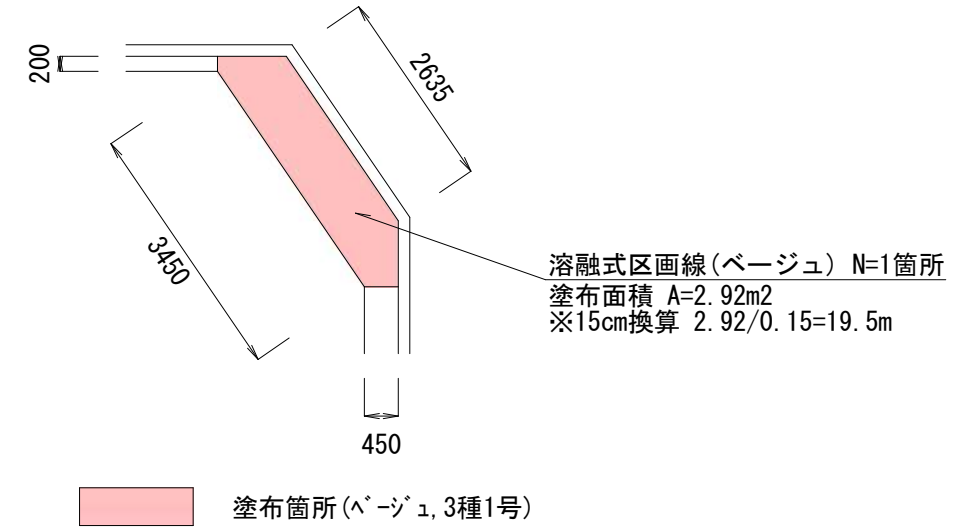 200
2635
3450
溶融式区画線(ベージュ) N=1箇所
塗布面積 A=2.92m2
※15cm換算 2.92/0.15=19.5m
450
塗布箇所(ﾍﾞｰｼﾞｭ,3種1号)